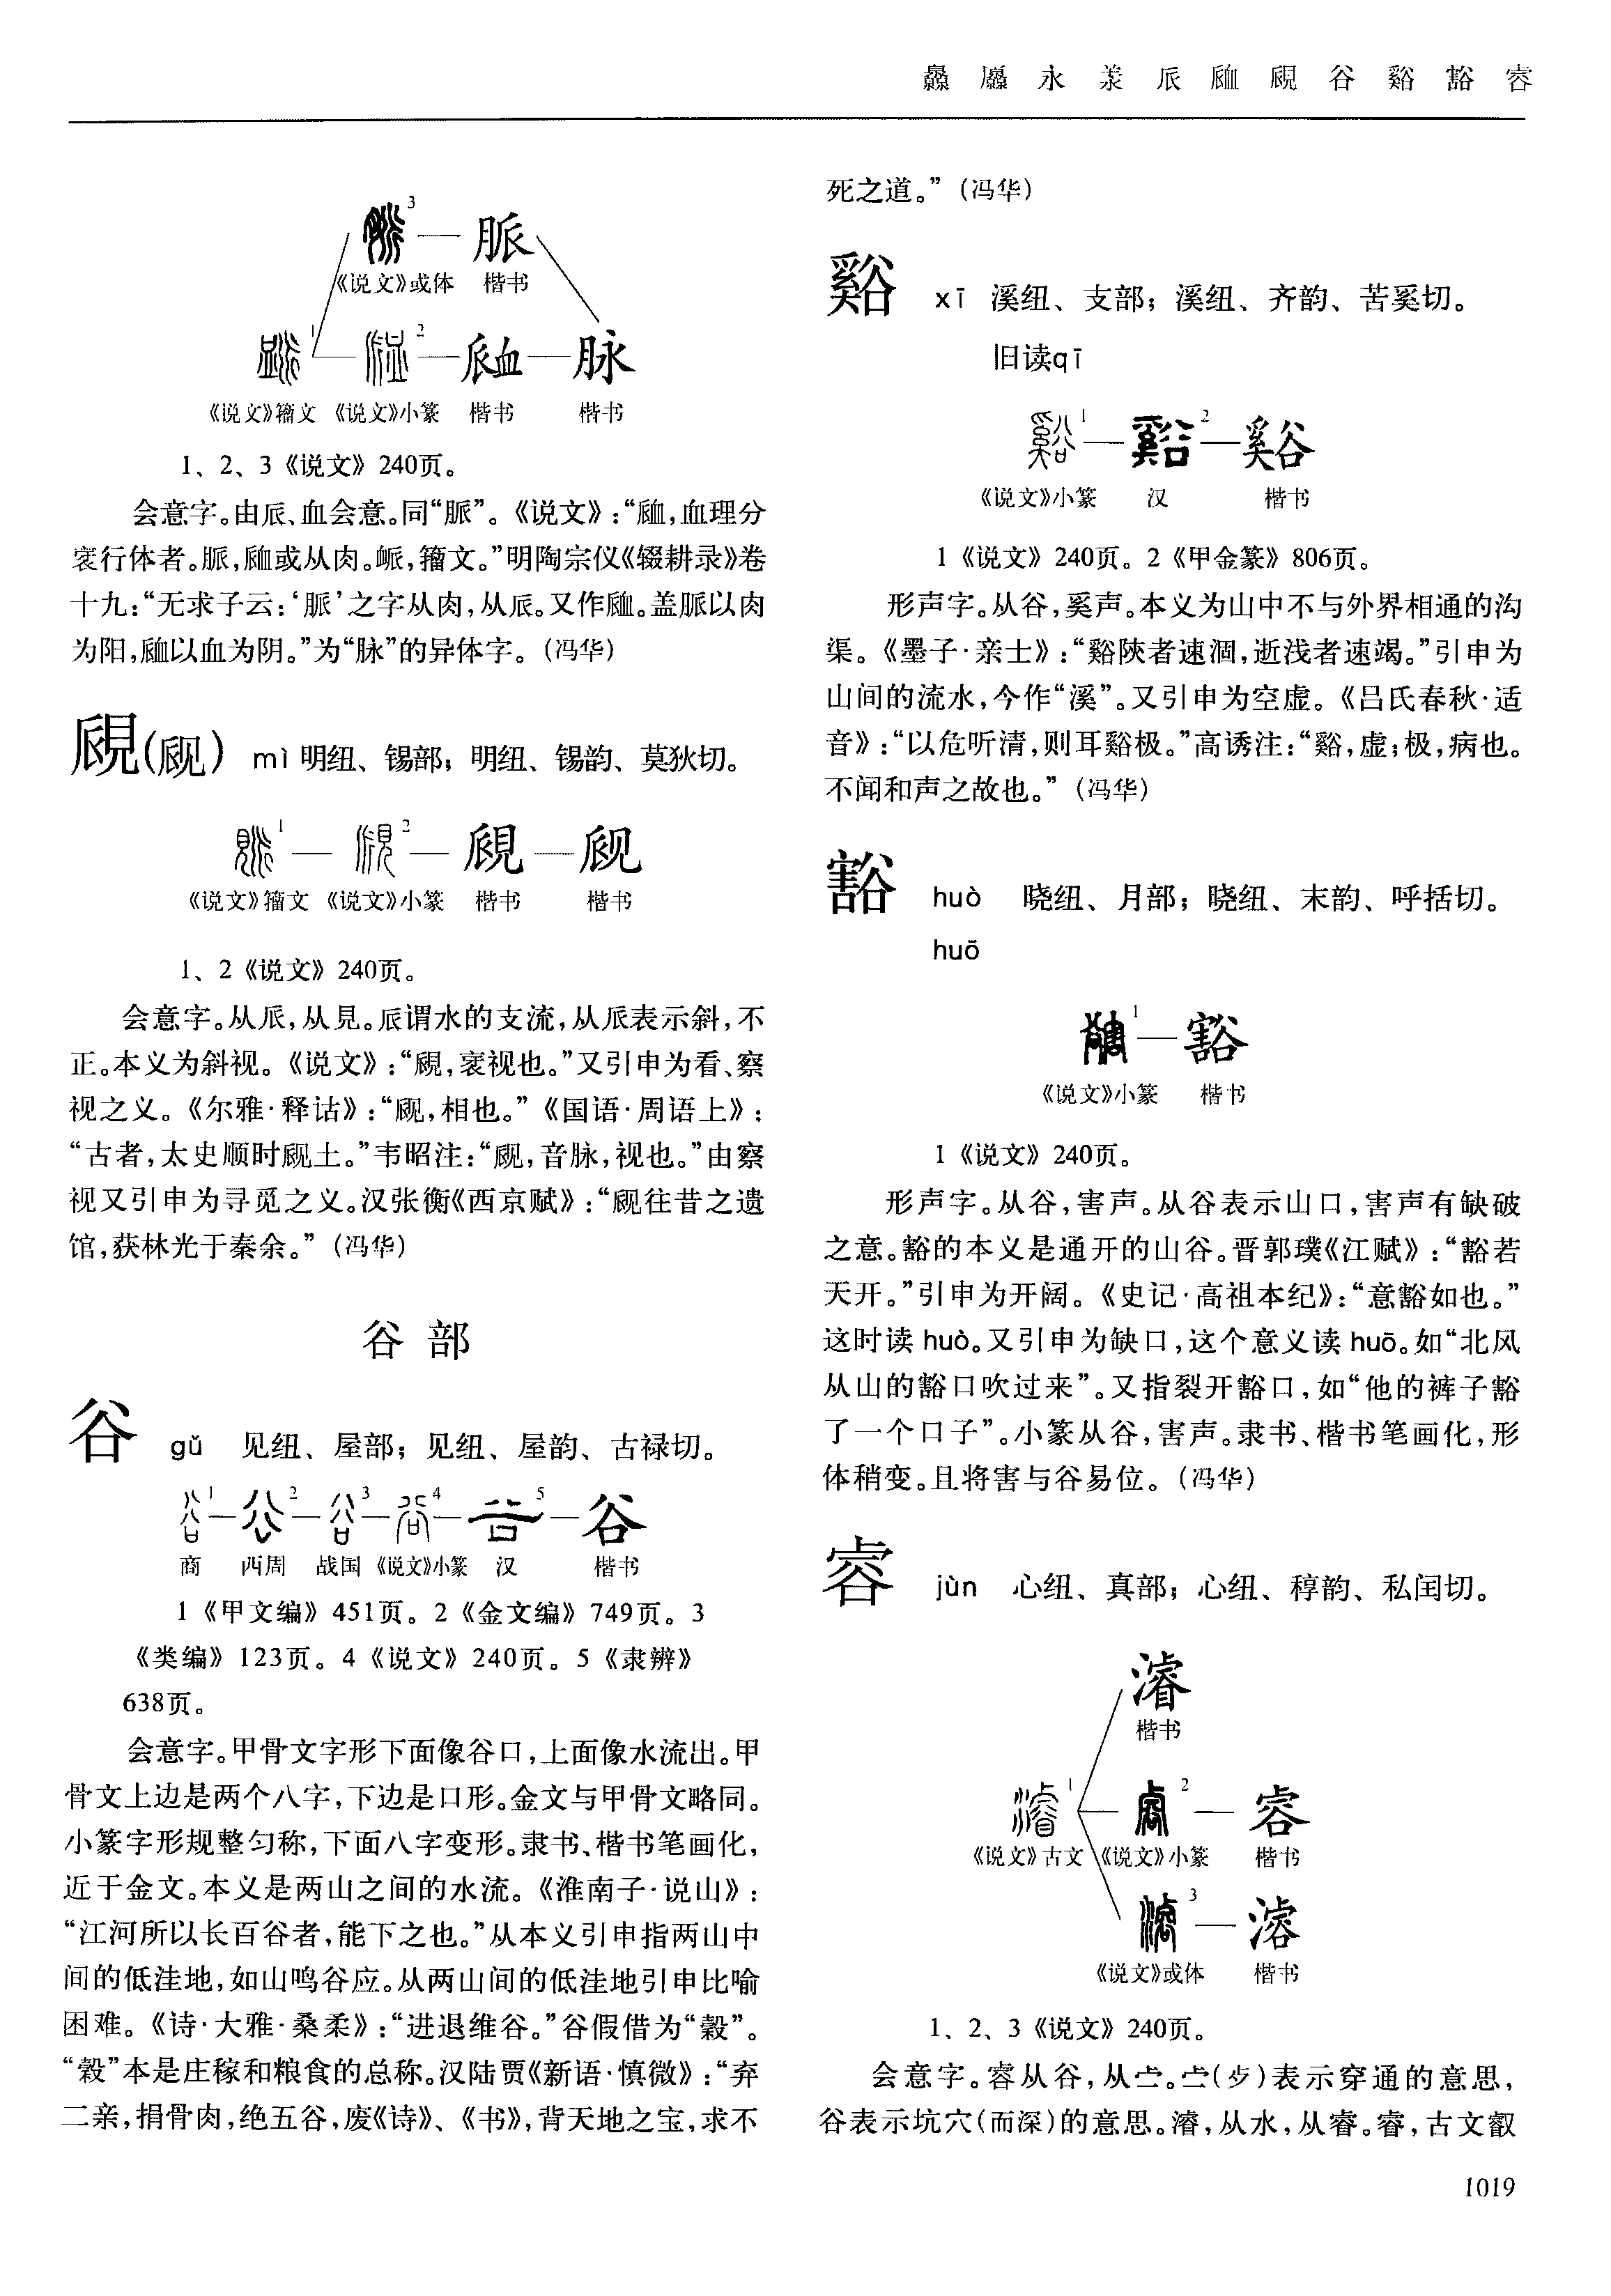 灥 厵 永 羕 𠂢 衇 覛 谷 谿 豁 睿
3
脈
《说文》或体 楷书
1 2
衇 脉
《说文》籀文 《说文》小篆 楷书 楷书
1、2、3《说文》240页。
会意字。由𠂢、血会意。同“脈”。《说文》:“衇,血理分
衺行体者。脈,衇或从肉。䘑,籀文。”明陶宗仪《辍耕录》卷
十九:“无求子云:‘脈’之字从肉,从𠂢。又作衇。盖脈以肉
为阳,衇以血为阴。”为“脉”的异体字。(冯华)
覛(𫌨) mì 明纽、锡部;明纽、锡韵、莫狄切。
1 2 覛 𫌨
《说文》籀文 《说文》小篆 楷书 楷书
1、2《说文》240页。
会意字。从𠂢,从見。𠂢谓水的支流,从𠂢表示斜,不
正。本义为斜视。《说文》:“覛,衺视也。”又引申为看、察
视之义。《尔雅·释诂》:“𫌨,相也。”《国语·周语上》:
“古者,太史顺时𫌨土。”韦昭注:“𫌨,音脉,视也。”由察
视又引申为寻觅之义。汉张衡《西京赋》:“𫌨往昔之遗
馆,获林光于秦余。”(冯华)
谷 部
谷 gǔ 见纽、屋部;见纽、屋韵、古禄切。
1 2 3 4 5 谷
商 西周 战国 《说文》小篆 汉 楷书
1《甲文编》451页。2《金文编》749页。3
《类编》123页。4《说文》240页。5《隶辨》
638页。
会意字。甲骨文字形下面像谷口,上面像水流出。甲
骨文上边是两个八字,下边是口形。金文与甲骨文略同。
小篆字形规整匀称,下面八字变形。隶书、楷书笔画化,
近于金文。本义是两山之间的水流。《淮南子·说山》:
“江河所以长百谷者,能下之也。”从本义引申指两山中
间的低洼地,如山鸣谷应。从两山间的低洼地引申比喻
困难。《诗·大雅·桑柔》:“进退维谷。”谷假借为“穀”。
“穀”本是庄稼和粮食的总称。汉陆贾《新语·慎微》:“弃
二亲,捐骨肉,绝五谷,废《诗》、《书》,背天地之宝,求不
死之道。”(冯华)
谿 xī 溪纽、支部;溪纽、齐韵、苦奚切。
旧读qī
1 2 谿
《说文》小篆 汉 楷书
1《说文》240页。2《甲金篆》806页。
形声字。从谷,奚声。本义为山中不与外界相通的沟
渠。《墨子·亲士》:“谿陕者速涸,逝浅者速竭。”引申为
山间的流水,今作“溪”。又引申为空虚。《吕氏春秋·适
音》:“以危听清,则耳谿极。”高诱注:“谿,虚;极,病也。
不闻和声之故也。”(冯华)
豁 huò 晓纽、月部;晓纽、末韵、呼括切。
huō
1 豁
《说文》小篆 楷书
1《说文》240页。
形声字。从谷,害声。从谷表示山口,害声有缺破
之意。豁的本义是通开的山谷。晋郭璞《江赋》:“豁若
天开。”引申为开阔。《史记·高祖本纪》:“意豁如也。”
这时读 huò。又引申为缺口,这个意义读 huō。如“北风
从山的豁口吹过来”。又指裂开豁口,如“他的裤子豁
了一个口子”。小篆从谷,害声。隶书、楷书笔画化,形
体稍变。且将害与谷易位。(冯华)
㕡 jùn 心纽、真部;心纽、稕韵、私闰切。
濬
楷书
1 2 㕡
《说文》古文 《说文》小篆 楷书
3
《说文》或体 楷书
1、2、3《说文》240页。
会意字。㕡从谷,从𣦵。𣦵(歺)表示穿通的意思,
谷表示坑穴(而深)的意思。濬,从水,从睿。睿,古文叡
1019